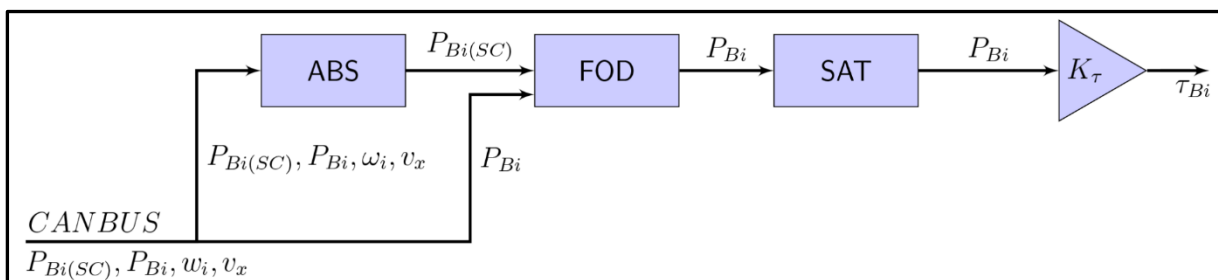 P_{Bi(SC)}
P_{Bi}
P_{Bi}
ABS
FOD
SAT
K_τ
τ_{Bi}
P_{Bi(SC)}, P_{Bi}, ω_i, v_x
P_{Bi}
CANBUS
P_{Bi(SC)}, P_{Bi}, w_i, v_x